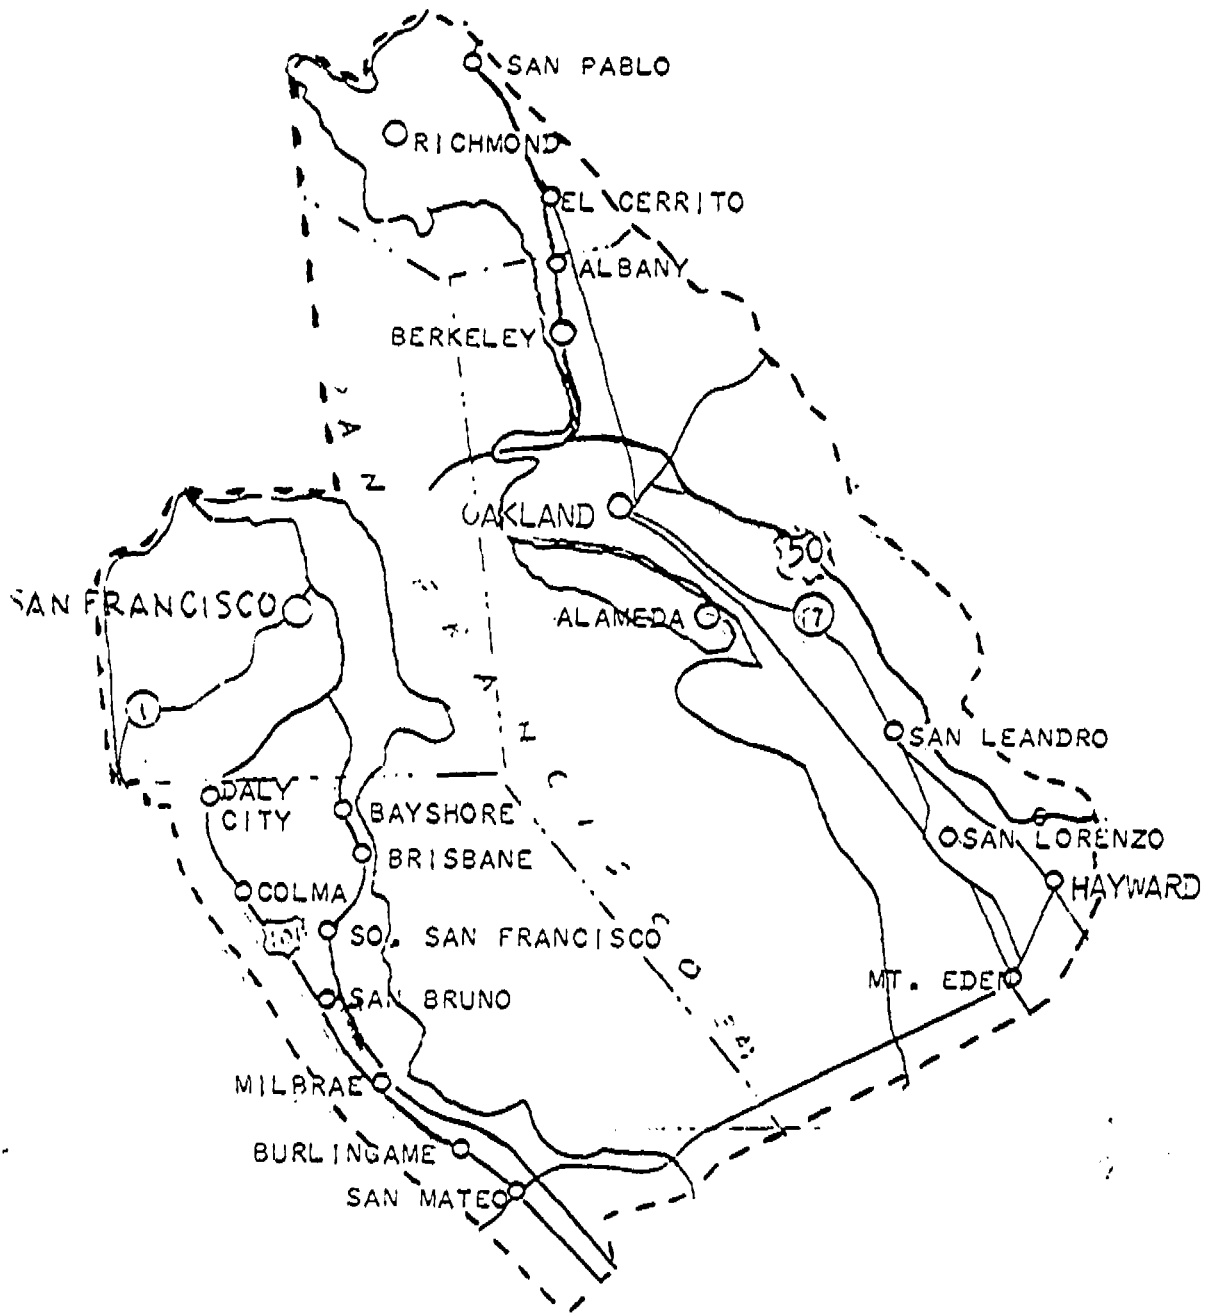 SAN PABLO
RICHMOND
EL CERRITO
ALBANY
BERKELEY
OAKLAND
50
SAN FRANCISCO
ALAMEDA
17
1
SAN LEANDRO
DALY
CITY
BAYSHORE
SAN LORENZO
BRISBANE
HAYWARD
COLMA
101
SO. SAN FRANCISCO
MT. EDEN
SAN BRUNO
MILBRAE
BURLINGAME
SAN MATEO